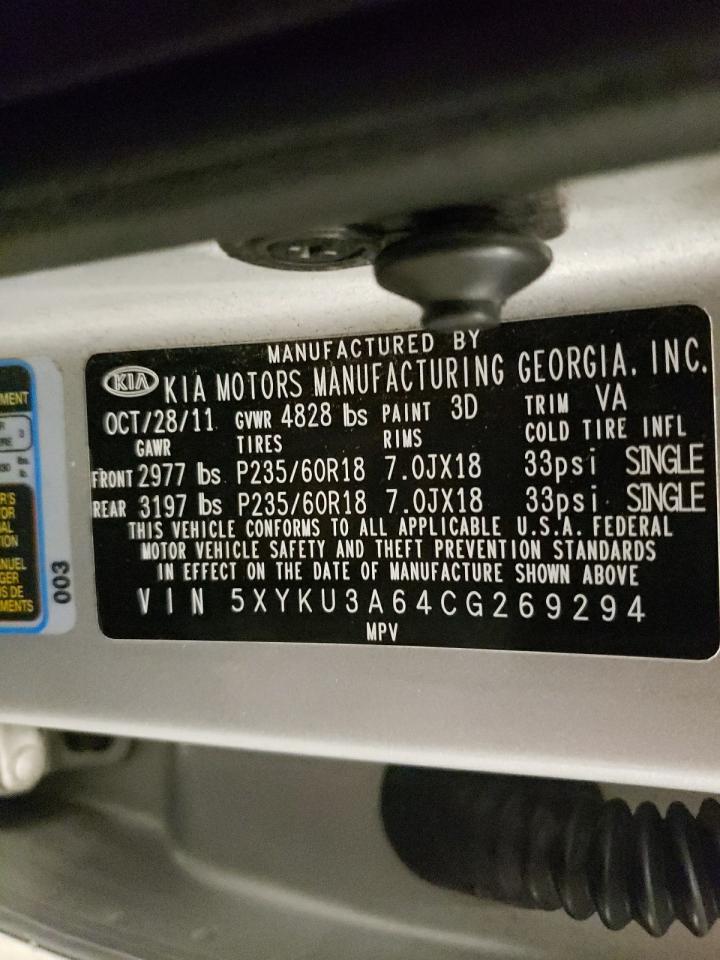 MANUFACTURED BY
KIA KIA MOTORS MANUFACTURING GEORGIA, INC.
OCT/28/11 GVWR 4828 lbs PAINT 3D TRIM VA
GAWR TIRES RIMS COLD TIRE INFL
FRONT 2977 lbs P235/60R18 7.0JX18 33psi SINGLE
REAR 3197 lbs P235/60R18 7.0JX18 33psi SINGLE
THIS VEHICLE CONFORMS TO ALL APPLICABLE U.S.A. FEDERAL
MOTOR VEHICLE SAFETY AND THEFT PREVENTION STANDARDS
IN EFFECT ON THE DATE OF MANUFACTURE SHOWN ABOVE
VIN 5XYKU3A64CG269294
MPV
003